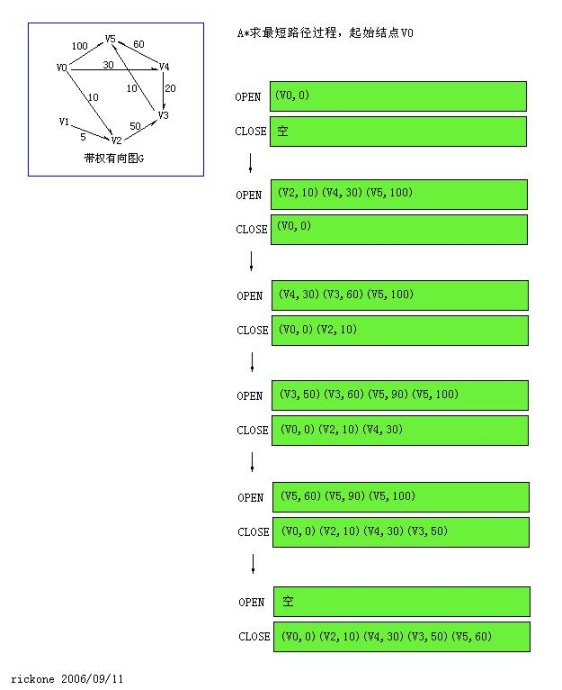 A*求最短路径过程，起始结点V0
V5
100
60
V0
30
V4
10
10
20
V1
V3
5
50
V2
带权有向图G
OPEN (V0,0)
CLOSE 空
OPEN (V2,10)(V4,30)(V5,100)
CLOSE (V0,0)
OPEN (V4,30)(V3,60)(V5,100)
CLOSE (V0,0)(V2,10)
OPEN (V3,50)(V3,60)(V5,90)(V5,100)
CLOSE (V0,0)(V2,10)(V4,30)
OPEN (V5,60)(V5,90)(V5,100)
CLOSE (V0,0)(V2,10)(V4,30)(V3,50)
OPEN 空
CLOSE (V0,0)(V2,10)(V4,30)(V3,50)(V5,60)
rickone 2006/09/11